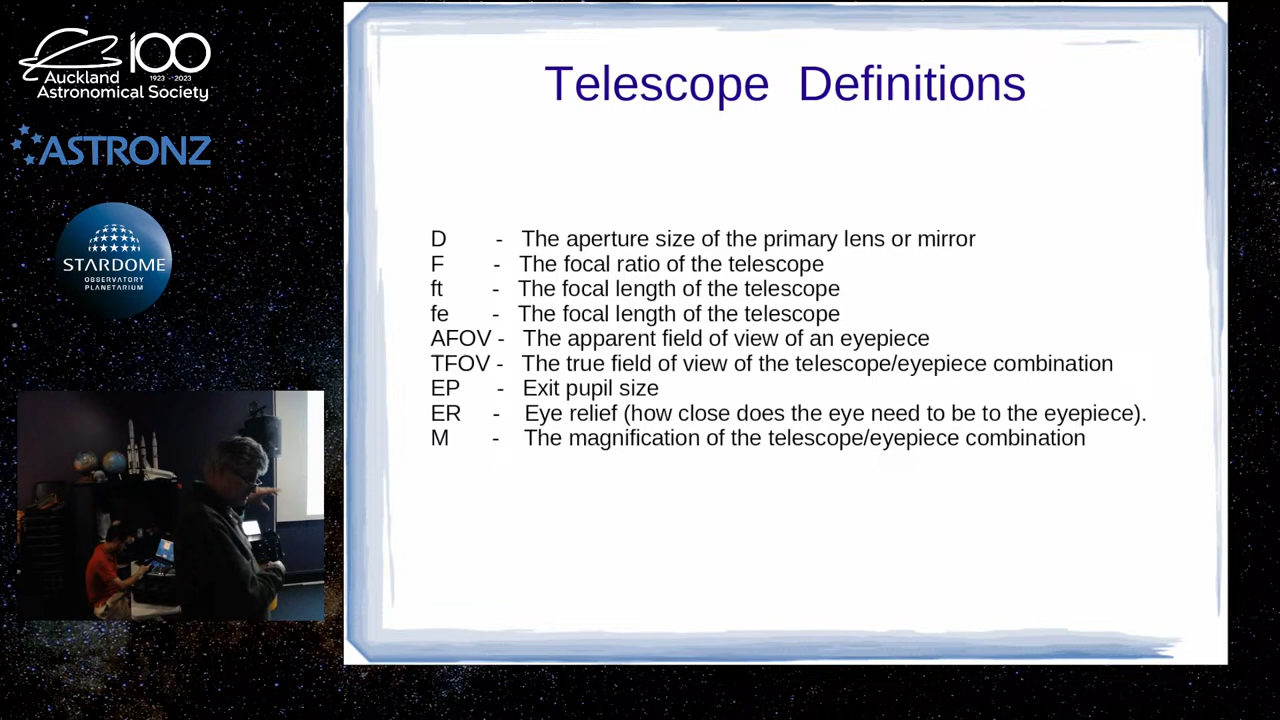 100
1923 2023
Auckland
Astronomical Society
ASTRONZ
STARDOME
OBSERVATORY
PLANETARIUM
Telescope Definitions
D - The aperture size of the primary lens or mirror
F - The focal ratio of the telescope
ft - The focal length of the telescope
fe - The focal length of the telescope
AFOV - The apparent field of view of an eyepiece
TFOV - The true field of view of the telescope/eyepiece combination
EP - Exit pupil size
ER - Eye relief (how close does the eye need to be to the eyepiece).
M - The magnification of the telescope/eyepiece combination